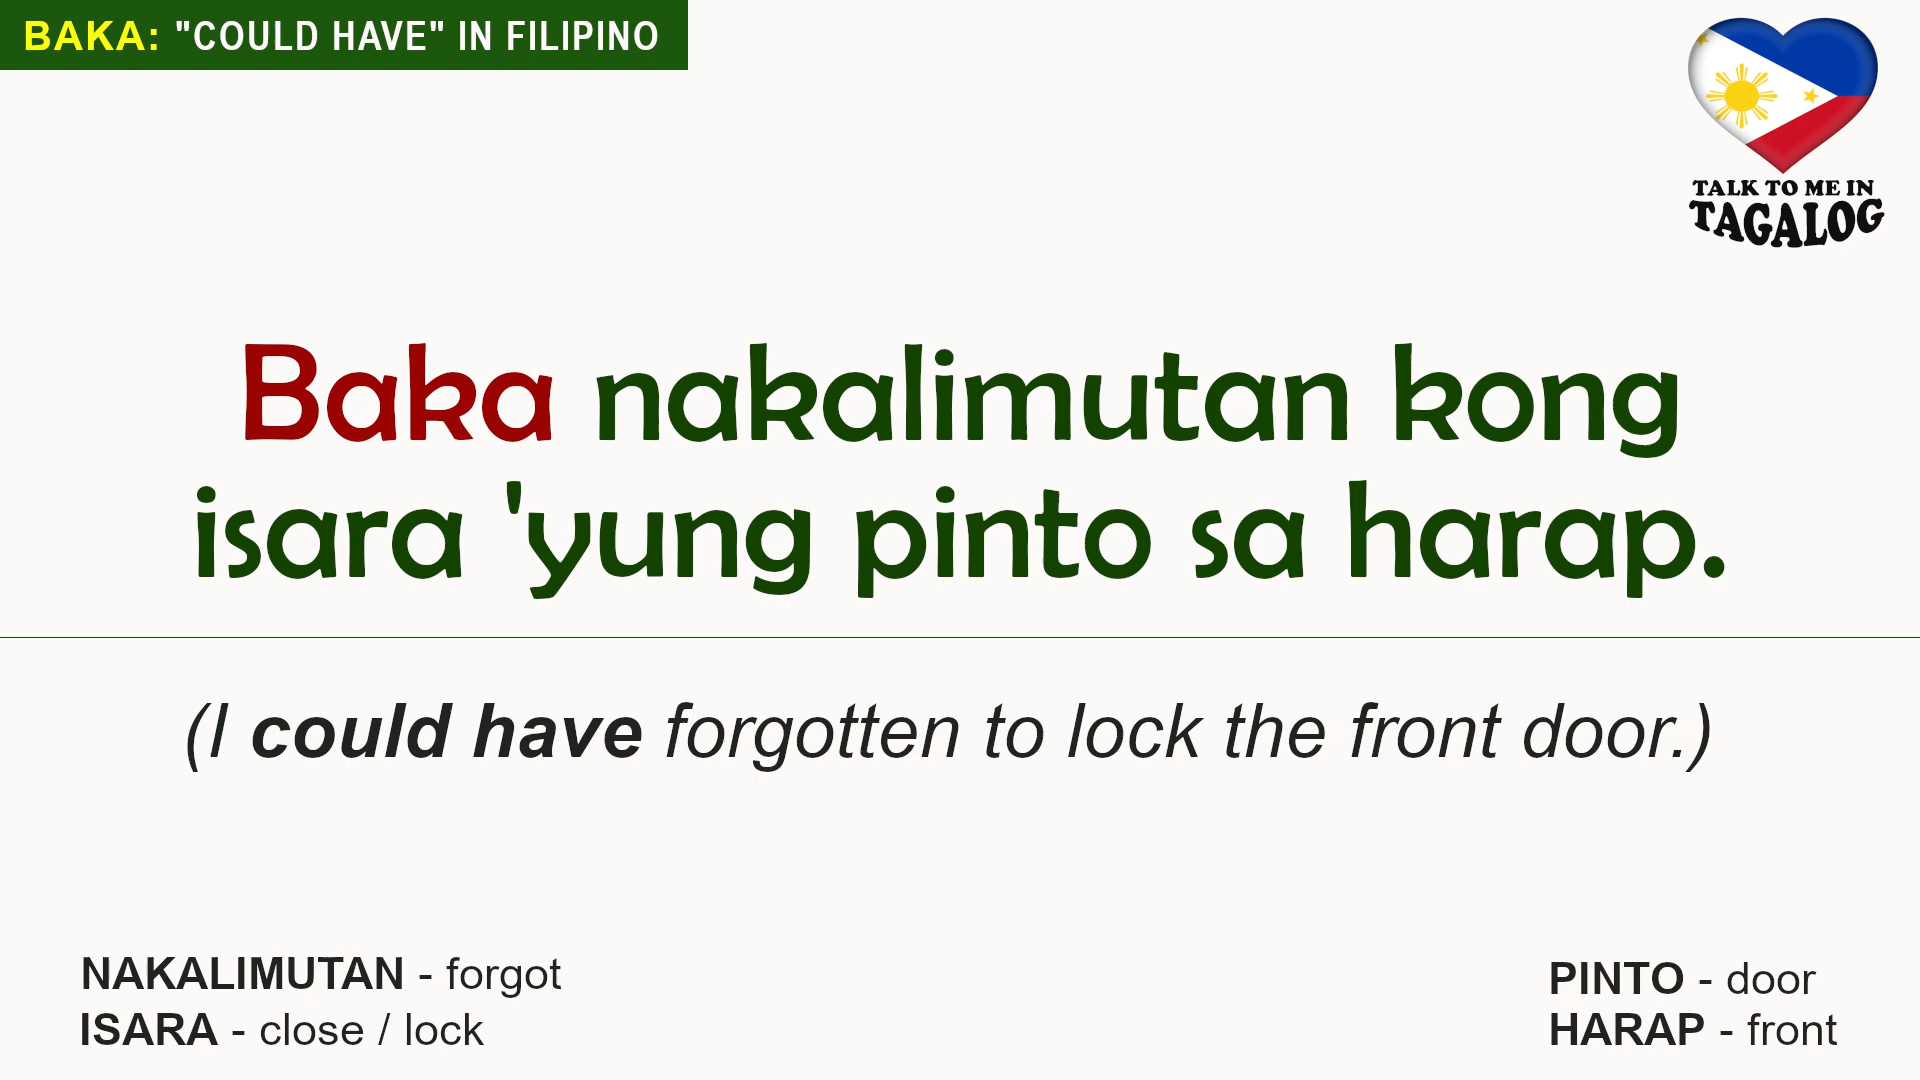 BAKA: "COULD HAVE" IN FILIPINO
TALK TO ME IN
TAGALOG
Baka nakalimutan kong
isara 'yung pinto sa harap.
(I could have forgotten to lock the front door.)
NAKALIMUTAN - forgot
ISARA - close / lock
PINTO - door
HARAP - front